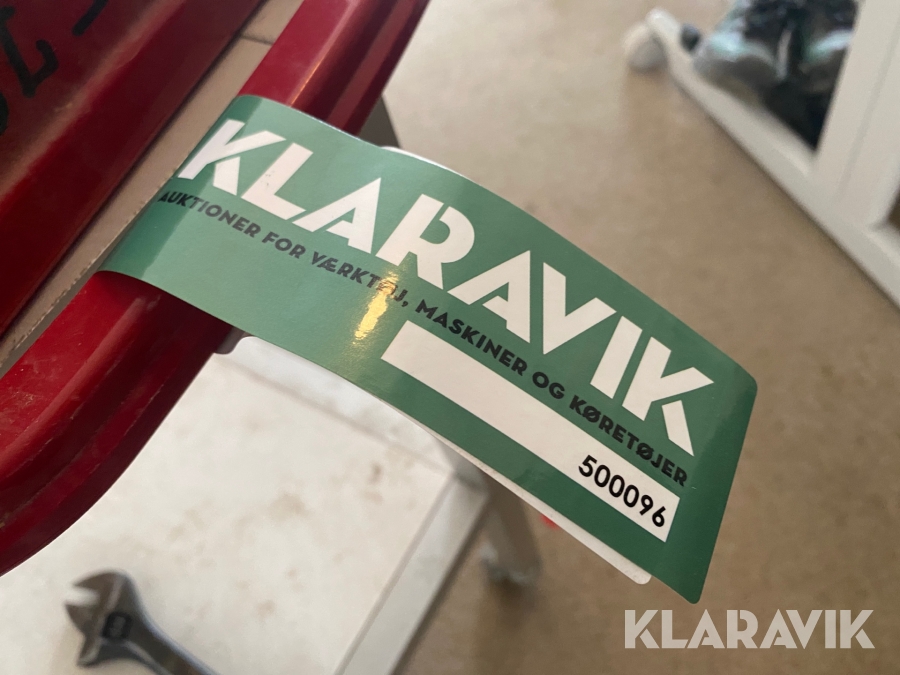 KLARAVIK
AUKTIONER FOR VÆRKTØJ, MASKINER OG KØRETØJER
500096
KLARAVIK